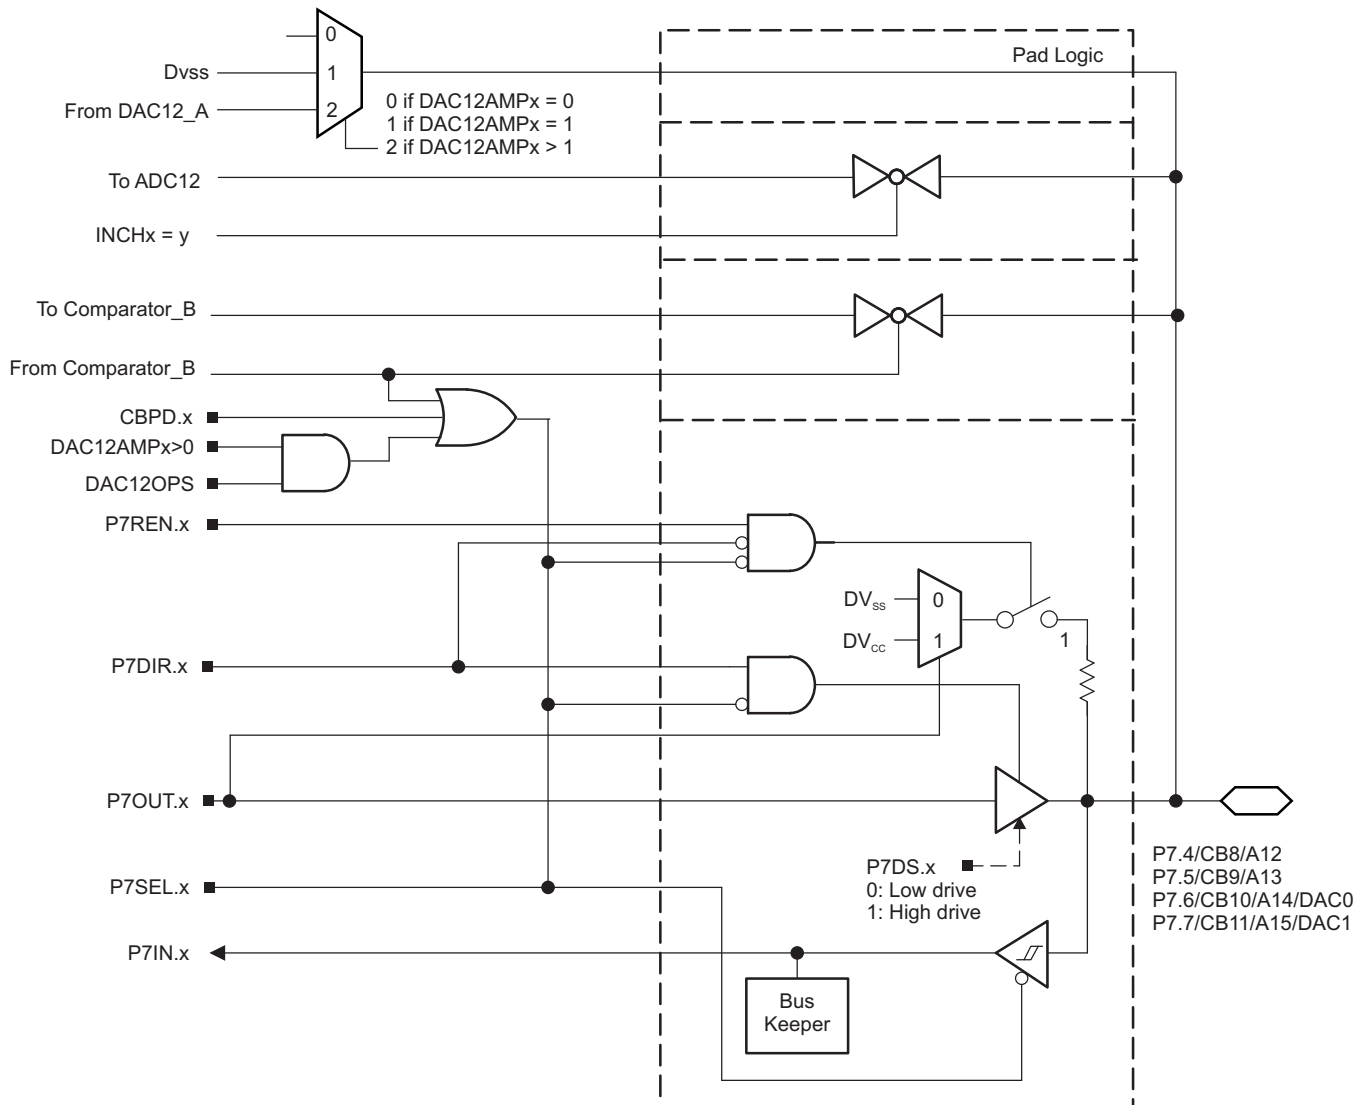 0
Pad Logic
Dvss
1
From DAC12_A
2
0 if DAC12AMPx = 0
1 if DAC12AMPx = 1
2 if DAC12AMPx > 1
To ADC12
INCHx = y
To Comparator_B
From Comparator_B
CBPD.x
DAC12AMPx>0
DAC12OPS
P7REN.x
DVSS
0
DVCC
1
1
P7DIR.x
P7OUT.x
P7DS.x
0: Low drive
1: High drive
P7.4/CB8/A12
P7.5/CB9/A13
P7.6/CB10/A14/DAC0
P7.7/CB11/A15/DAC1
P7SEL.x
P7IN.x
Bus
Keeper